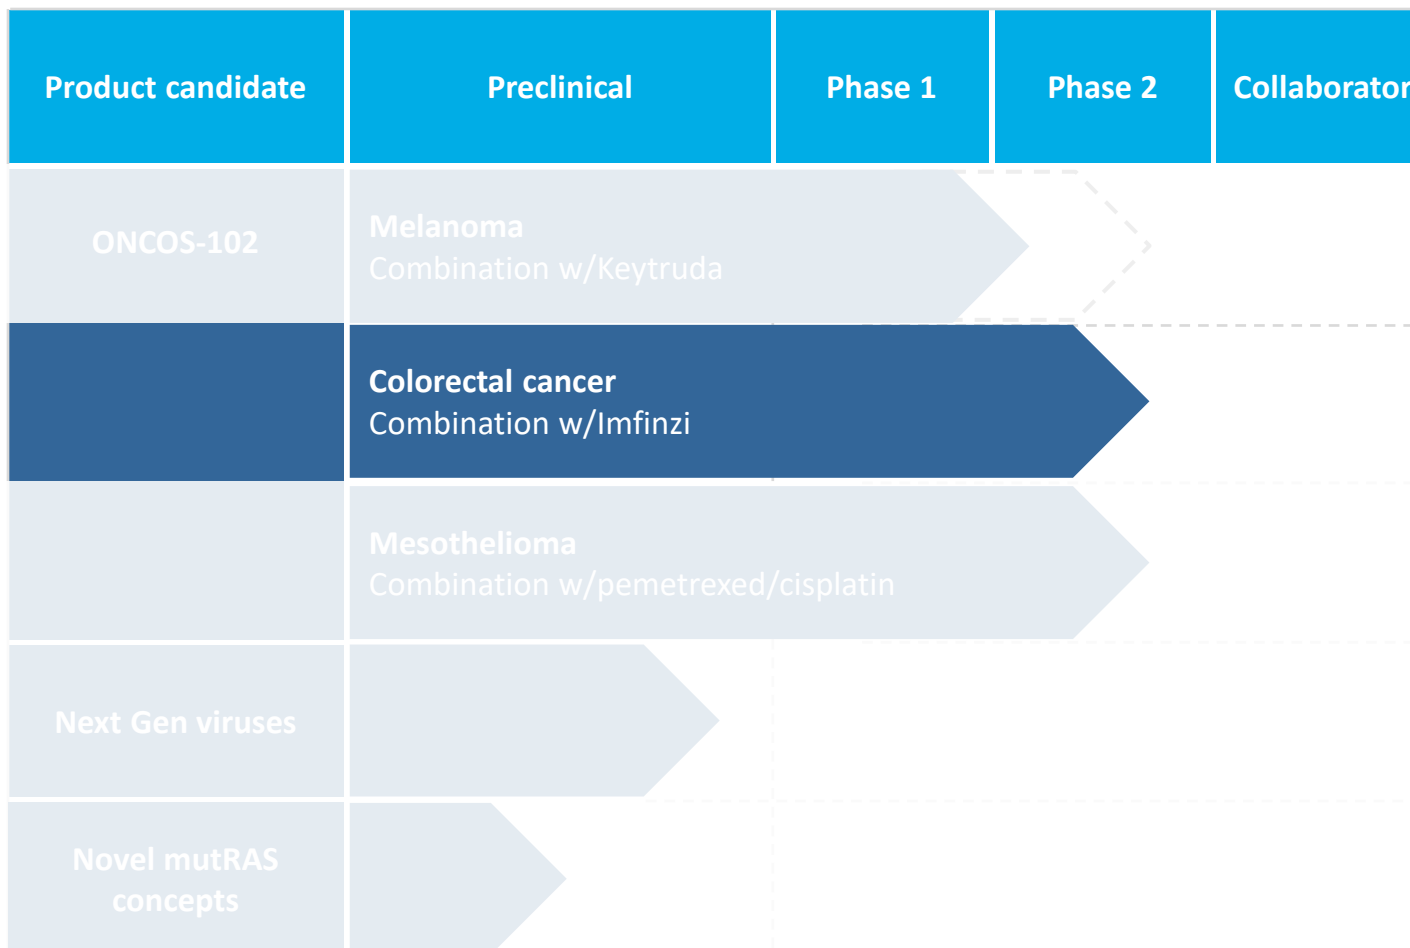 Product candidate
Preclinical
Phase 1
Phase 2
Collaborator
ONCOS-102
Melanoma
Combination w/Keytruda
Colorectal cancer
Combination w/Imfinzi
Mesothelioma
Combination w/pemetrexed/cisplatin
Next Gen viruses
Novel mutRAS
concepts